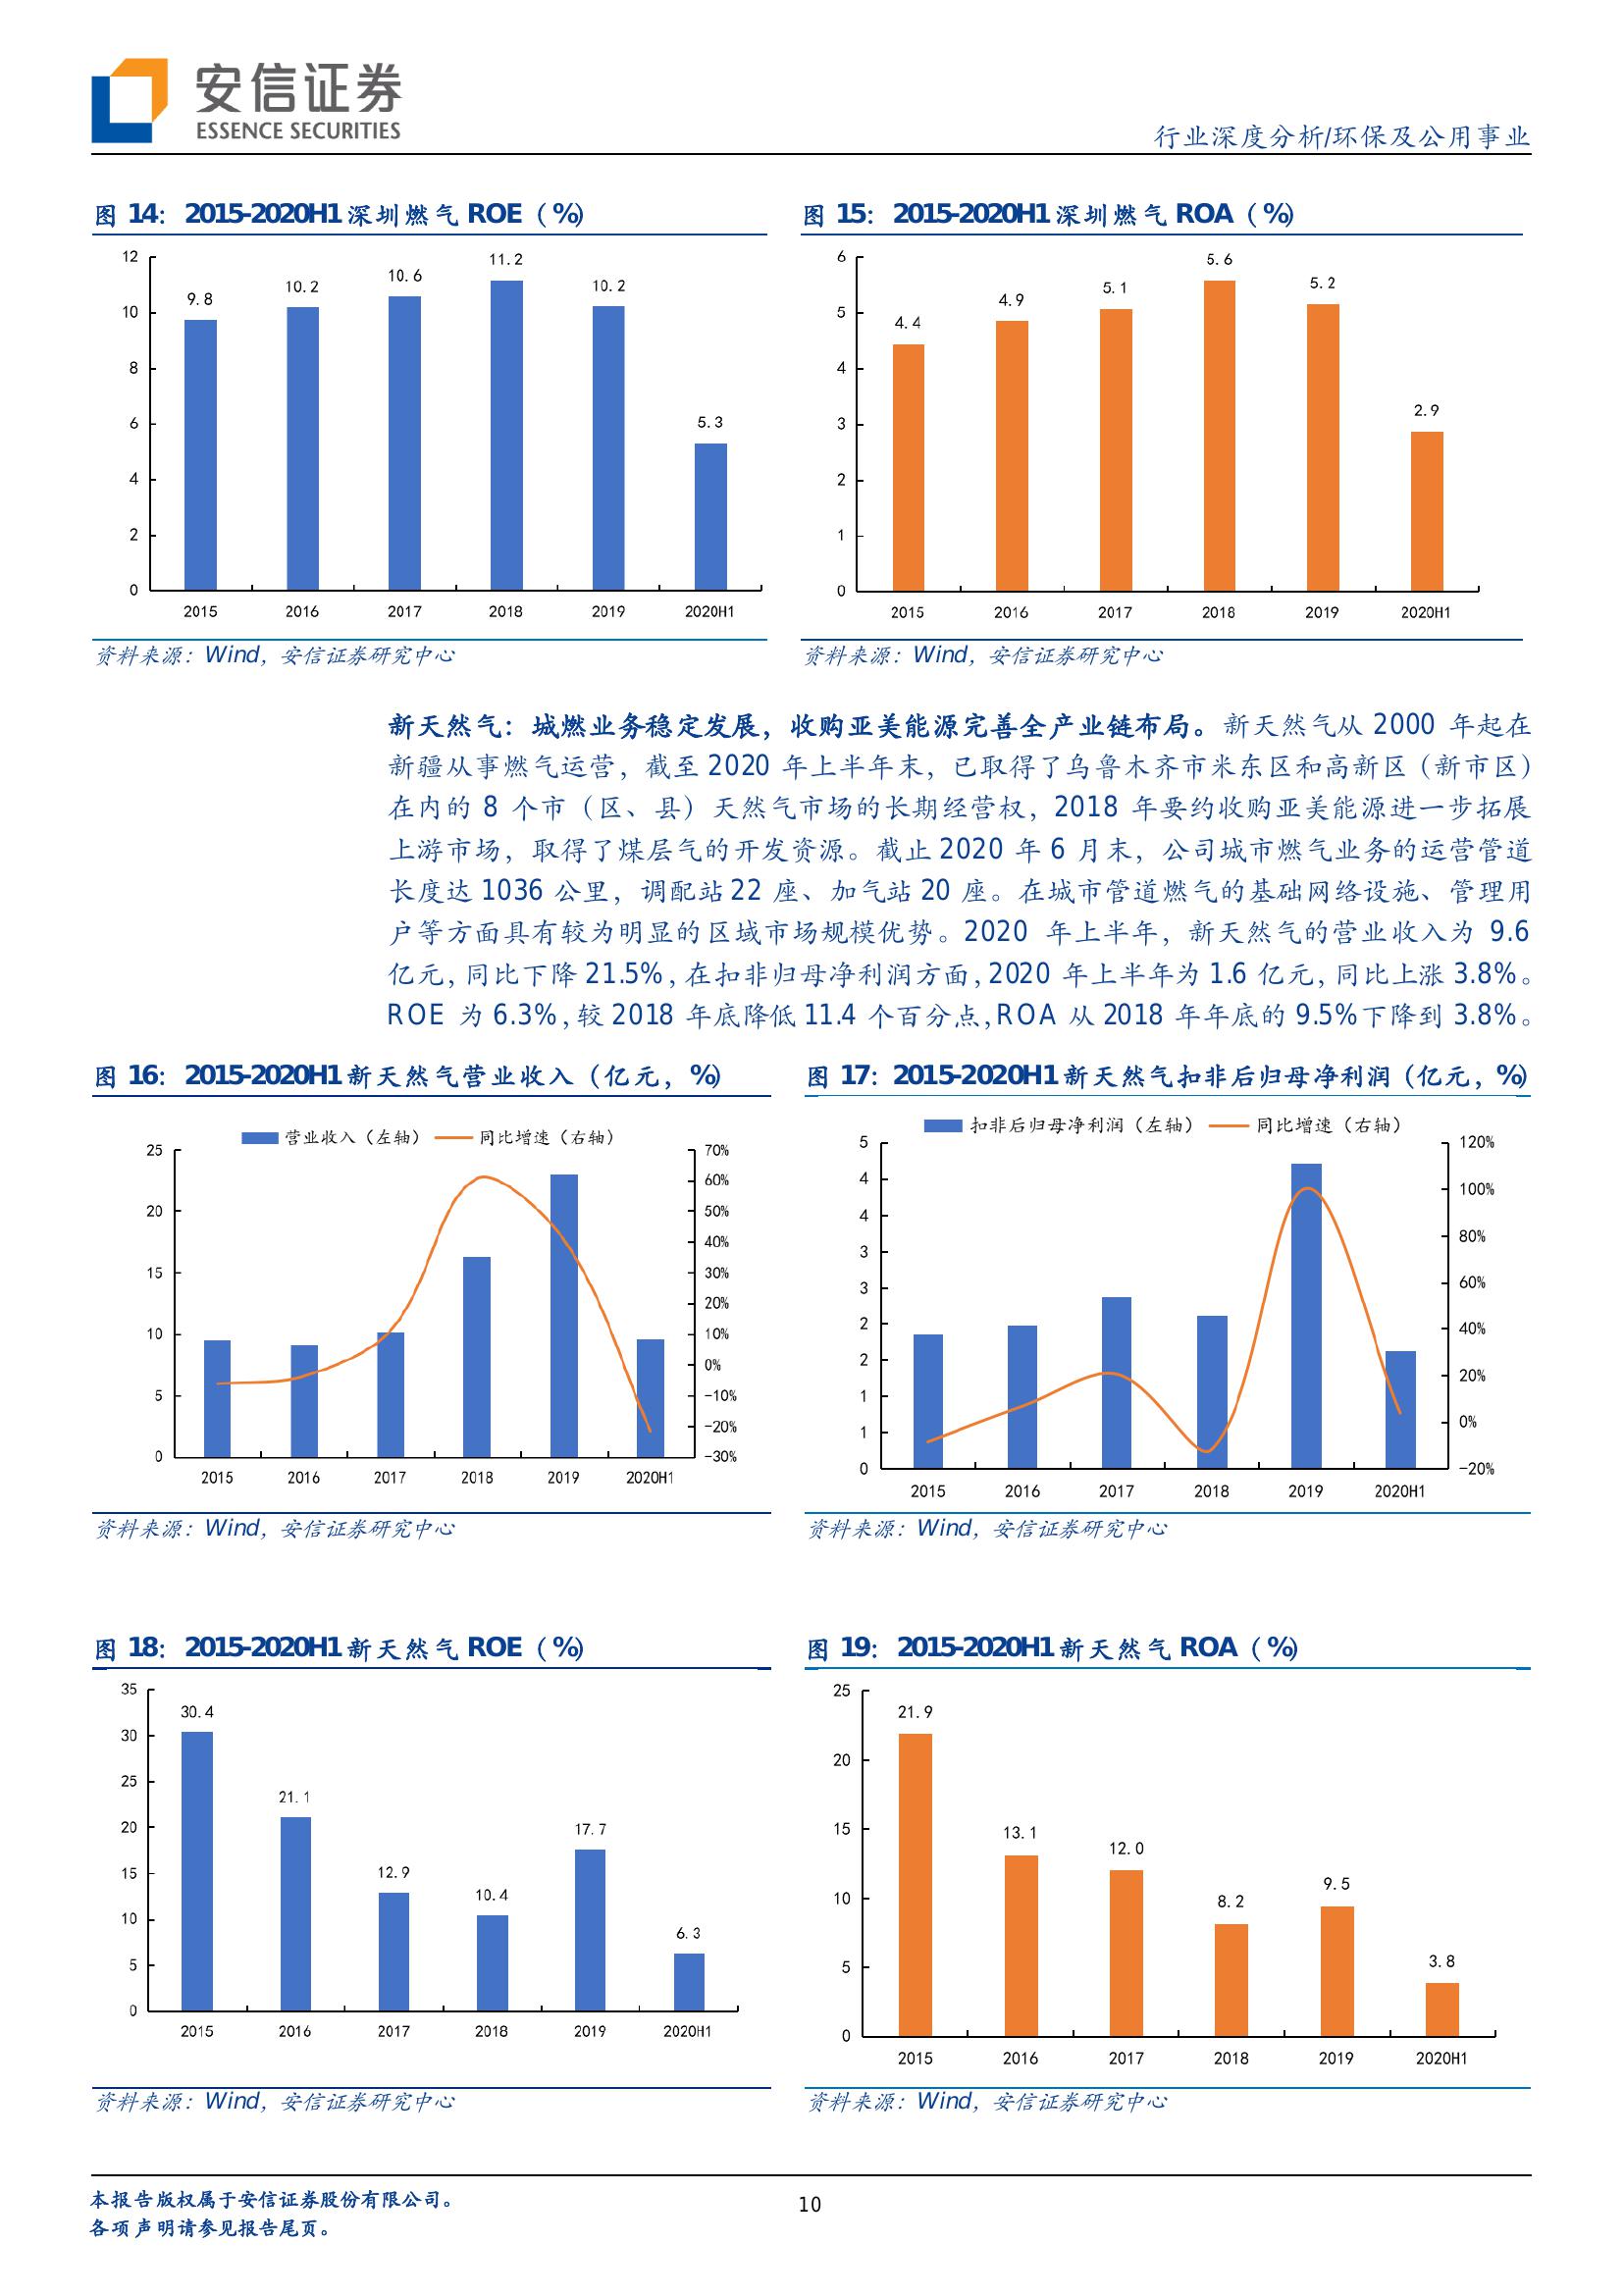 安信证券
ESSENCE SECURITIES
行业深度分析/环保及公用事业
图 14： 2015-2020H1 深圳燃气 ROE（%）
12
10
8
6
4
2
0
9.8
10.2
10.6
11.2
10.2
5.3
2015 2016 2017 2018 2019 2020H1
资料来源：Wind，安信证券研究中心
图 15： 2015-2020H1 深圳燃气 ROA（%）
6
5
4
3
2
1
0
4.4
4.9
5.1
5.6
5.2
2.9
2015 2016 2017 2018 2019 2020H1
资料来源：Wind，安信证券研究中心
新天然气：城燃业务稳定发展，收购亚美能源完善全产业链布局。新天然气从 2000 年起在
新疆从事燃气运营，截至 2020 年上半年末，已取得了乌鲁木齐市米东区和高新区（新市区）
在内的 8 个市（区、县）天然气市场的长期经营权，2018 年要约收购亚美能源进一步拓展
上游市场，取得了煤层气的开发资源。截止 2020 年 6 月末，公司城市燃气业务的运营管道
长度达 1036 公里，调配站 22 座、加气站 20 座。在城市管道燃气的基础网络设施、管理用
户等方面具有较为明显的区域市场规模优势。2020 年上半年，新天然气的营业收入为 9.6
亿元，同比下降 21.5%，在扣非归母净利润方面，2020 年上半年为 1.6 亿元，同比上涨 3.8%。
ROE 为 6.3%，较 2018 年底降低 11.4 个百分点，ROA 从 2018 年年底的 9.5%下降到 3.8%。
图 16： 2015-2020H1 新天然气营业收入（亿元，%）
营业收入（左轴） 同比增速（右轴）
25
20
15
10
5
0
70%
60%
50%
40%
30%
20%
10%
0%
-10%
-20%
-30%
2015 2016 2017 2018 2019 2020H1
资料来源：Wind，安信证券研究中心
图 17： 2015-2020H1 新天然气扣非后归母净利润（亿元，%）
扣非后归母净利润（左轴） 同比增速（右轴）
5
4
4
3
3
2
2
1
1
0
120%
100%
80%
60%
40%
20%
0%
-20%
2015 2016 2017 2018 2019 2020H1
资料来源：Wind，安信证券研究中心
图 18： 2015-2020H1 新天然气 ROE（%）
35
30
25
20
15
10
5
0
30.4
21.1
12.9
10.4
17.7
6.3
2015 2016 2017 2018 2019 2020H1
资料来源：Wind，安信证券研究中心
图 19： 2015-2020H1 新天然气 ROA（%）
25
20
15
10
5
0
21.9
13.1
12.0
8.2
9.5
3.8
2015 2016 2017 2018 2019 2020H1
资料来源：Wind，安信证券研究中心
本报告版权属于安信证券股份有限公司。
各项声明请参见报告尾页。
10